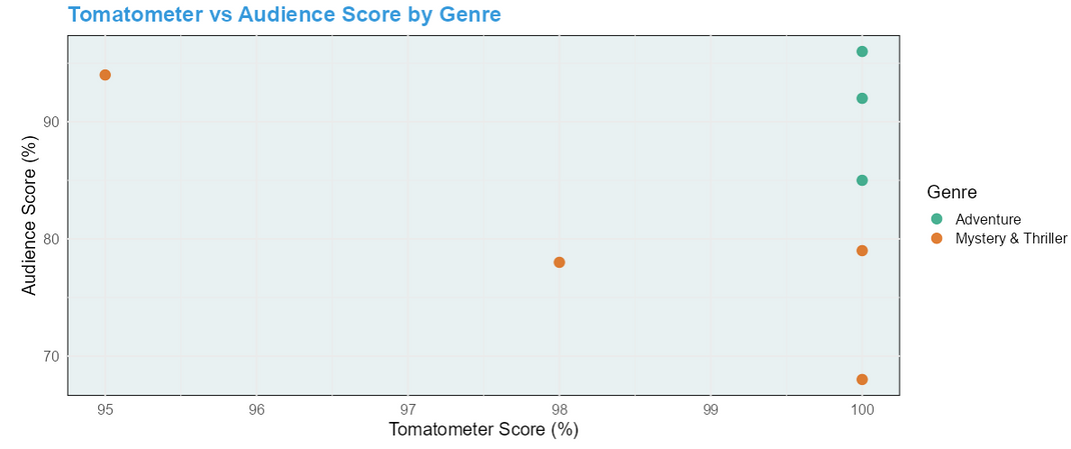 Tomatometer vs Audience Score by Genre
Audience Score (%)
90
80
70
95 96 97 98 99 100
Tomatometer Score (%)
Genre
Adventure
Mystery & Thriller